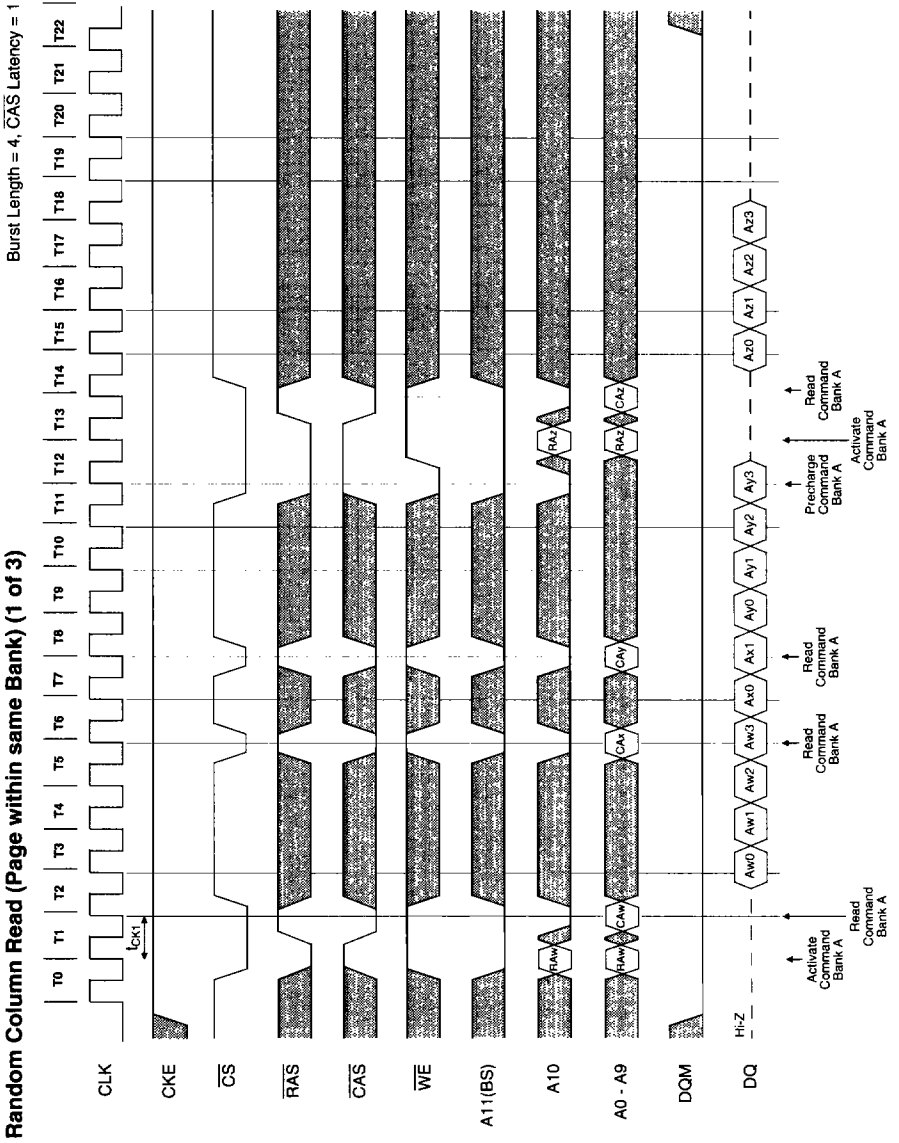 Random Column Read (Page within same Bank) (1 of 3)
Burst Length = 4, CAS Latency = 1
T0 T1 T2 T3 T4 T5 T6 T7 T8 T9 T10 T11 T12 T13 T14 T15 T16 T17 T18 T19 T20 T21 T22
CLK
tCK1
CKE
CS
RAS
CAS
WE
A11(BS)
A10
RAw RAz
A0 - A9
RAw CAw CAx CAy RAz CAz
DQM
DQ
Hi-Z
Aw0 Aw1 Aw2 Aw3 Ax0 Ax1 Ay0 Ay1 Ay2 Ay3 Az0 Az1 Az2 Az3
Activate
Command
Bank A
Read
Command
Bank A
Read
Command
Bank A
Read
Command
Bank A
Precharge
Command
Bank A
Activate
Command
Bank A
Read
Command
Bank A